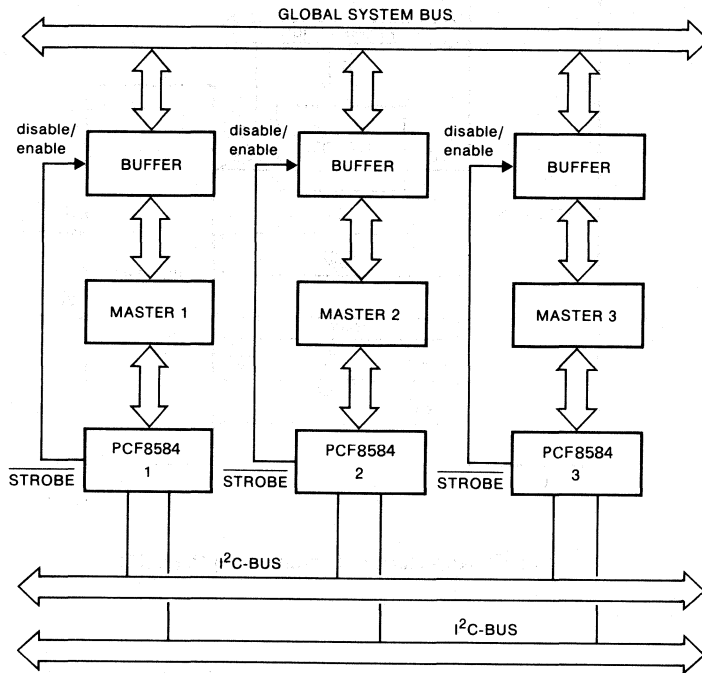 GLOBAL SYSTEM BUS
disable/
enable
BUFFER
disable/
enable
BUFFER
disable/
enable
BUFFER
MASTER 1
MASTER 2
MASTER 3
PCF8584
1
STROBE
PCF8584
2
STROBE
PCF8584
3
STROBE
I²C-BUS
I²C-BUS